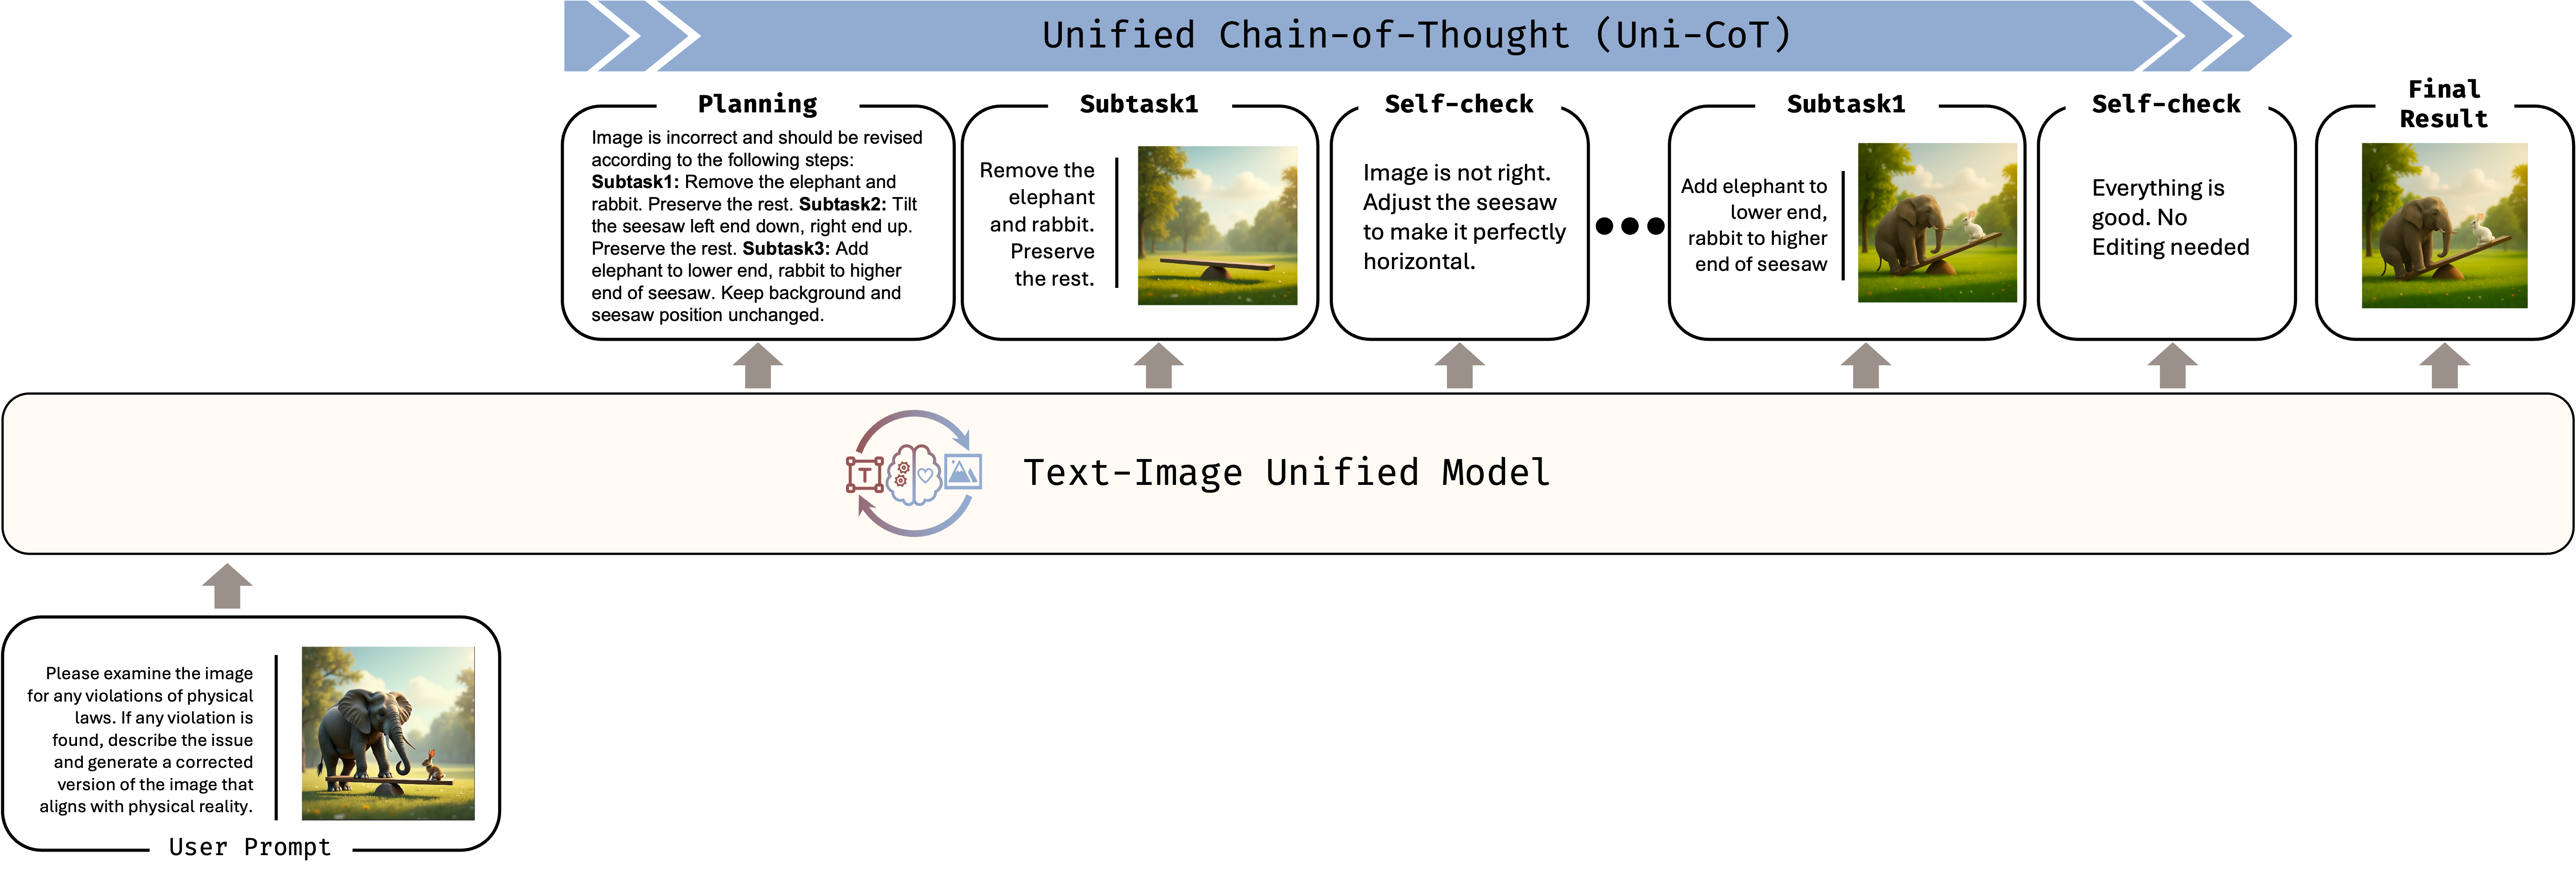 Unified Chain-of-Thought (Uni-CoT)
Planning
Image is incorrect and should be revised
according to the following steps:
Subtask1: Remove the elephant and
rabbit. Preserve the rest. Subtask2: Tilt
the seesaw left end down, right end up.
Preserve the rest. Subtask3: Add
elephant to lower end, rabbit to higher
end of seesaw. Keep background and
seesaw position unchanged.
Subtask1
Remove the
elephant
and rabbit.
Preserve
the rest.
Self-check
Image is not right.
Adjust the seesaw
to make it perfectly
horizontal.
Subtask1
Add elephant to
lower end,
rabbit to higher
end of seesaw
Self-check
Everything is
good. No
Editing needed
Final
Result
T
Text-Image Unified Model
Please examine the image
for any violations of physical
laws. If any violation is
found, describe the issue
and generate a corrected
version of the image that
aligns with physical reality.
User Prompt